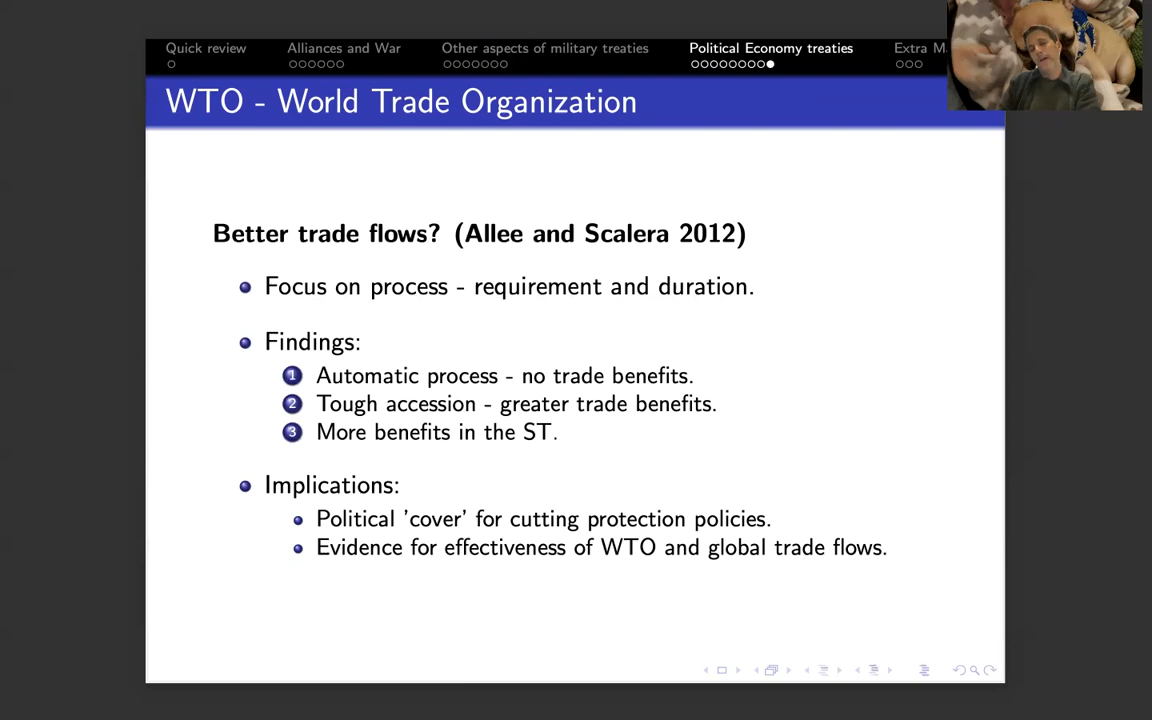 Quick review
Alliances and War
Other aspects of military treaties
Political Economy treaties
Extra M
WTO - World Trade Organization
Better trade flows? (Allee and Scalera 2012)
Focus on process - requirement and duration.
Findings:
1 Automatic process - no trade benefits.
2 Tough accession - greater trade benefits.
3 More benefits in the ST.
Implications:
Political 'cover' for cutting protection policies.
Evidence for effectiveness of WTO and global trade flows.